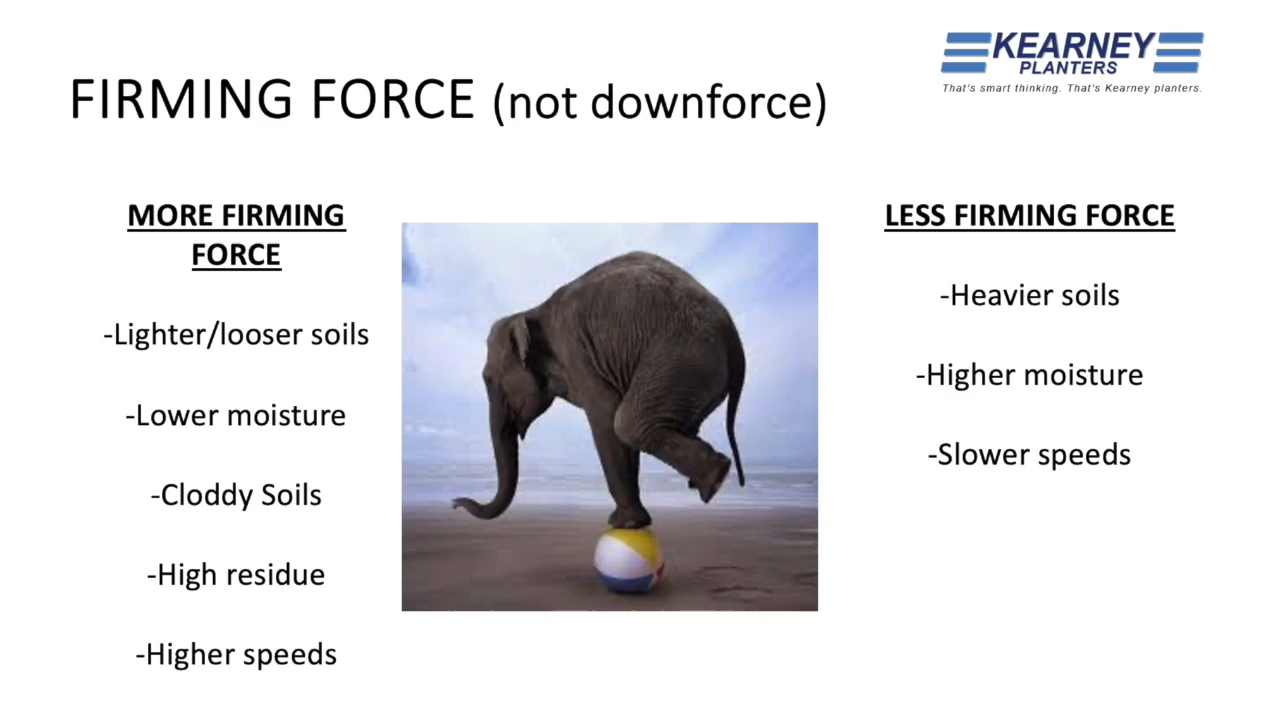 KEARNEY
PLANTERS
That's smart thinking. That's Kearney planters.
FIRMING FORCE (not downforce)
MORE FIRMING
FORCE
-Lighter/looser soils
-Lower moisture
-Cloddy Soils
-High residue
-Higher speeds
LESS FIRMING FORCE
-Heavier soils
-Higher moisture
-Slower speeds